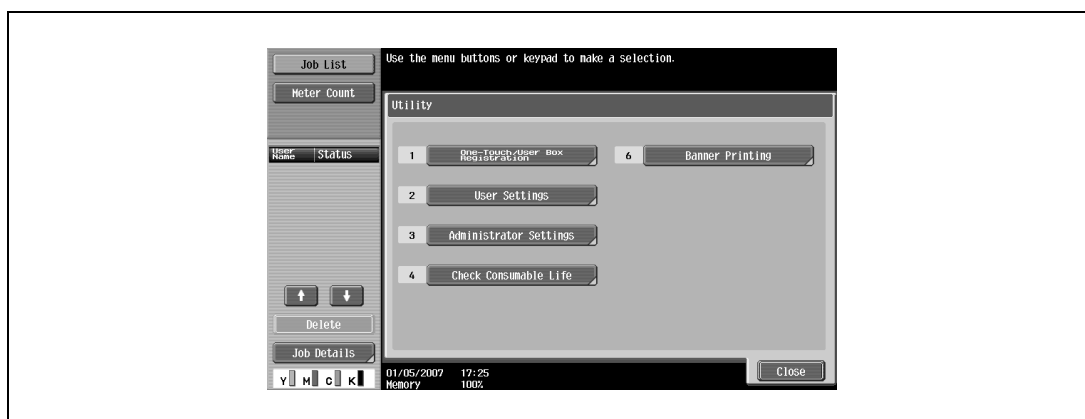 Job List
Meter Count
User Name Status
Delete
Job Details
Y M C K
Use the menu buttons or keypad to make a selection.
Utility
1 One-Touch/User Box Registration
2 User Settings
3 Administrator Settings
4 Check Consumable Life
6 Banner Printing
01/05/2007 17:25
Memory 100%
Close